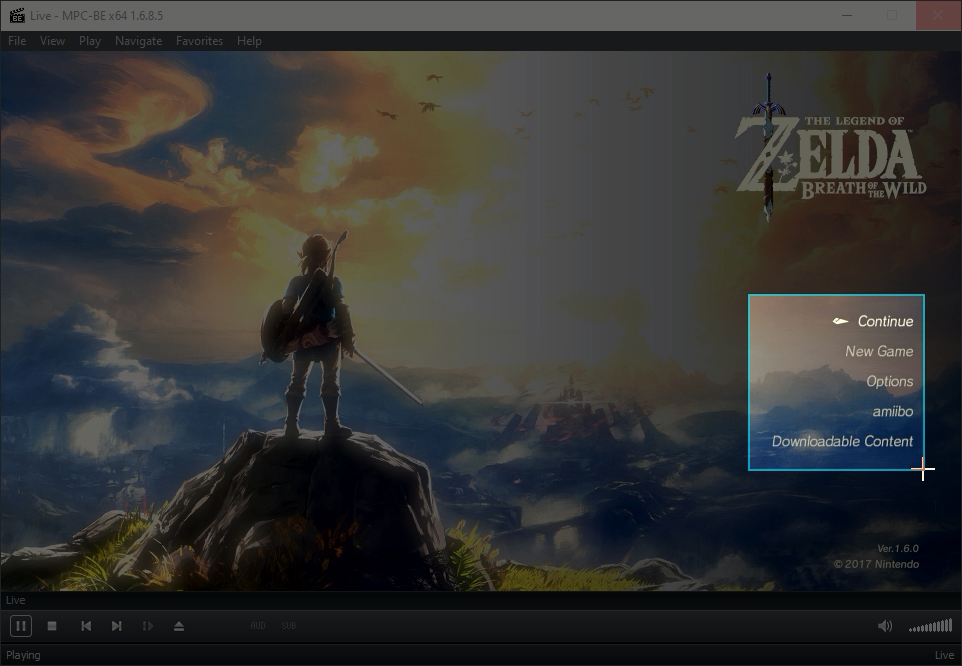 Live - MPC-BE x64 1.6.8.5
File View Play Navigate Favorites Help
THE LEGEND OF
ZELDA™
BREATH OF THE WILD
Continue
New Game
Options
amiibo
Downloadable Content
Ver.1.6.0
© 2017 Nintendo
Live
AUD SUB
Playing Live